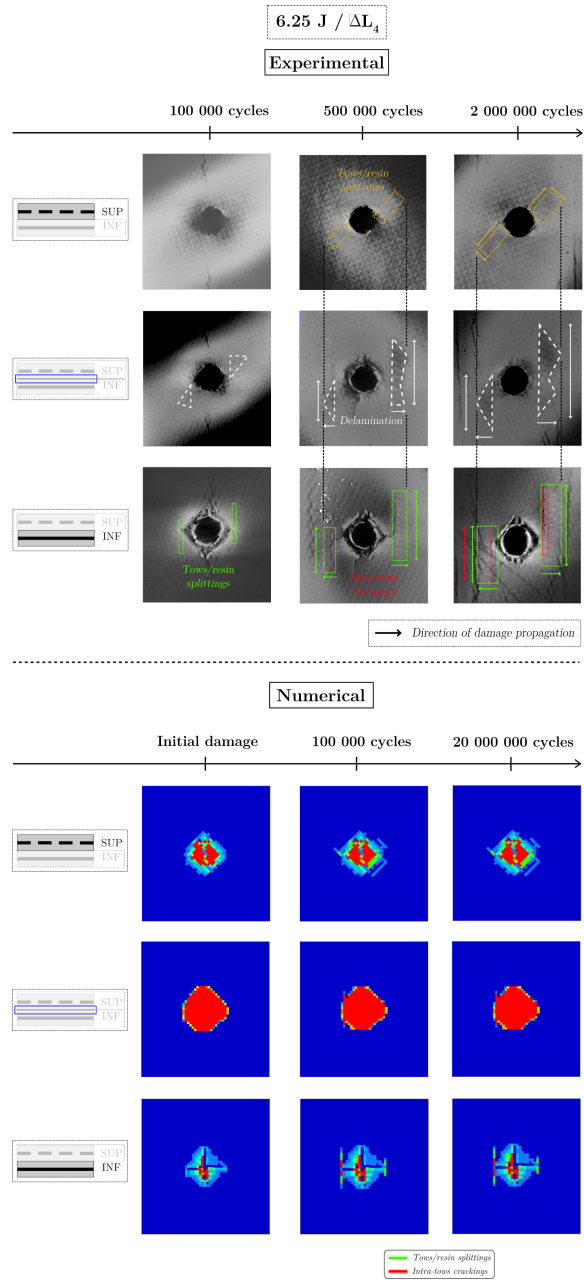 6.25 J / ΔL₄
Experimental
100 000 cycles
500 000 cycles
2 000 000 cycles
SUP
INF
Tows/resin
splittings
SUP
INF
Delamination
SUP
INF
Tows/resin
splittings
Direction of damage propagation
Numerical
Initial damage
100 000 cycles
20 000 000 cycles
SUP
INF
SUP
INF
SUP
INF
Tows/resin splittings
Intra-tows crackings